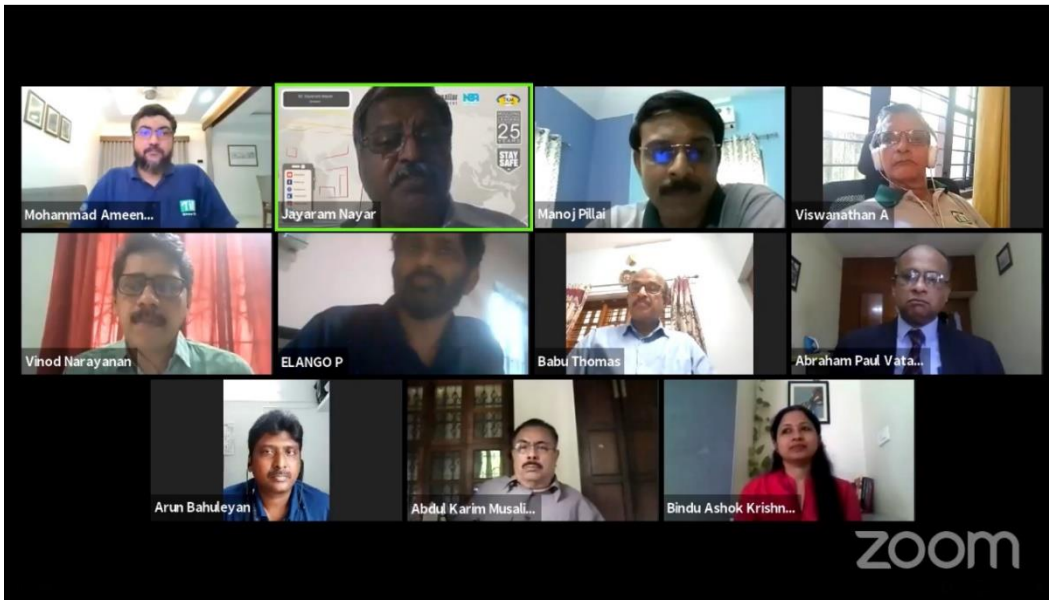 Mohammad Ameen...
25
STAY
SAFE
Jayaram Nayar
Manoj Pillai
Viswanathan A
Vinod Narayanan
ELANGO P
Babu Thomas
Abraham Paul Vata...
Arun Bahuleyan
Abdul Karim Musali...
Bindu Ashok Krishn...
zoom